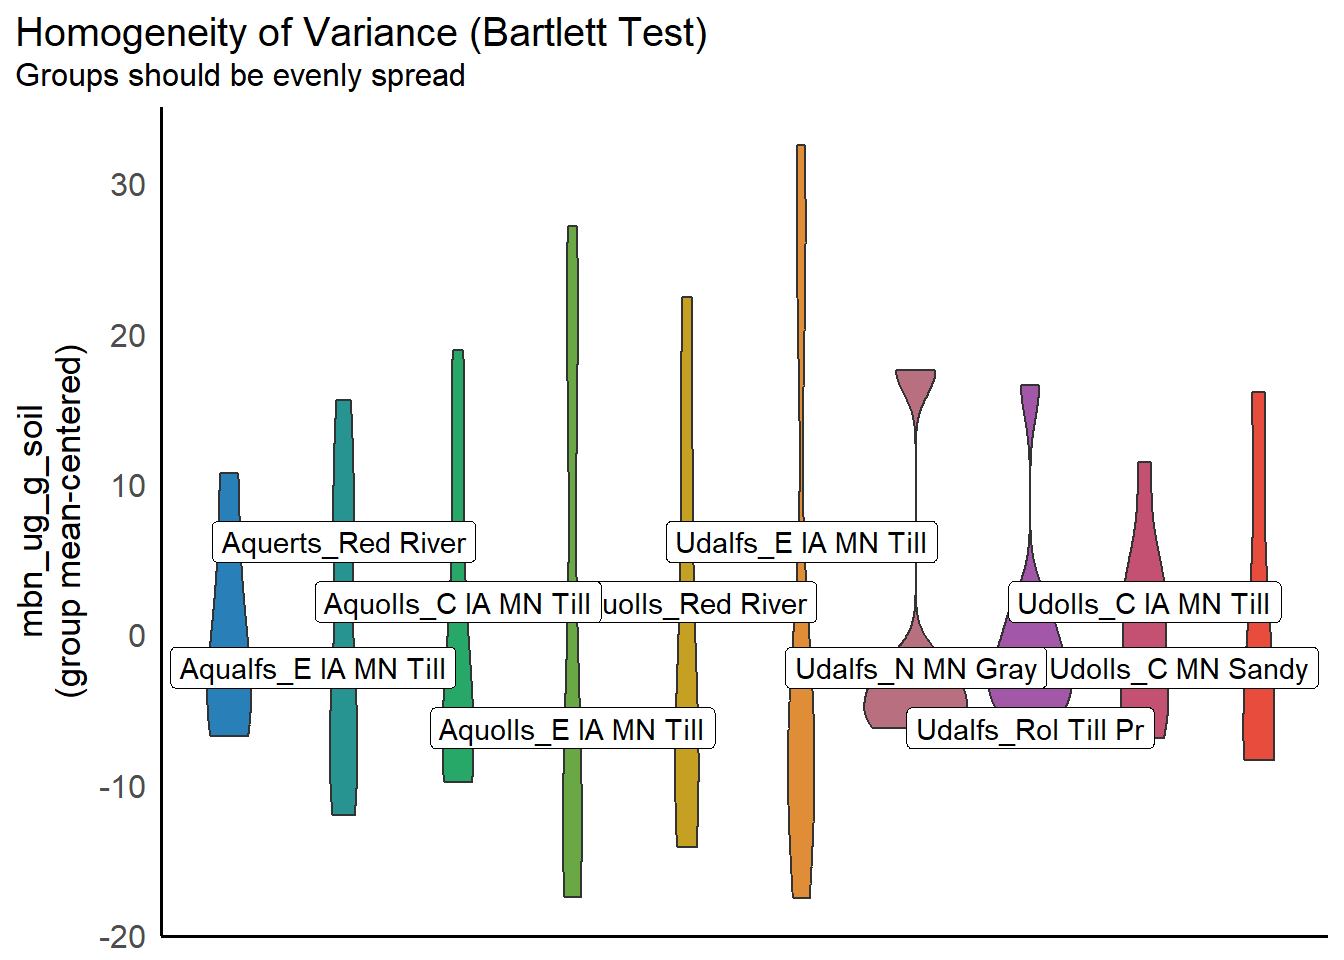 Homogeneity of Variance (Bartlett Test)
Groups should be evenly spread
mbn_ug_g_soil
(group mean-centered)
30
20
10
0
-10
-20
Aquerts_Red River
Udalfs_E IA MN Till
Aquolls_C IA MN Till
uolls_Red River
Udolls_C IA MN Till
Aqualfs_E IA MN Till
Udalfs_N MN Gray
Udolls_C MN Sandy
Aquolls_E IA MN Till
Udalfs_Rol Till Pr